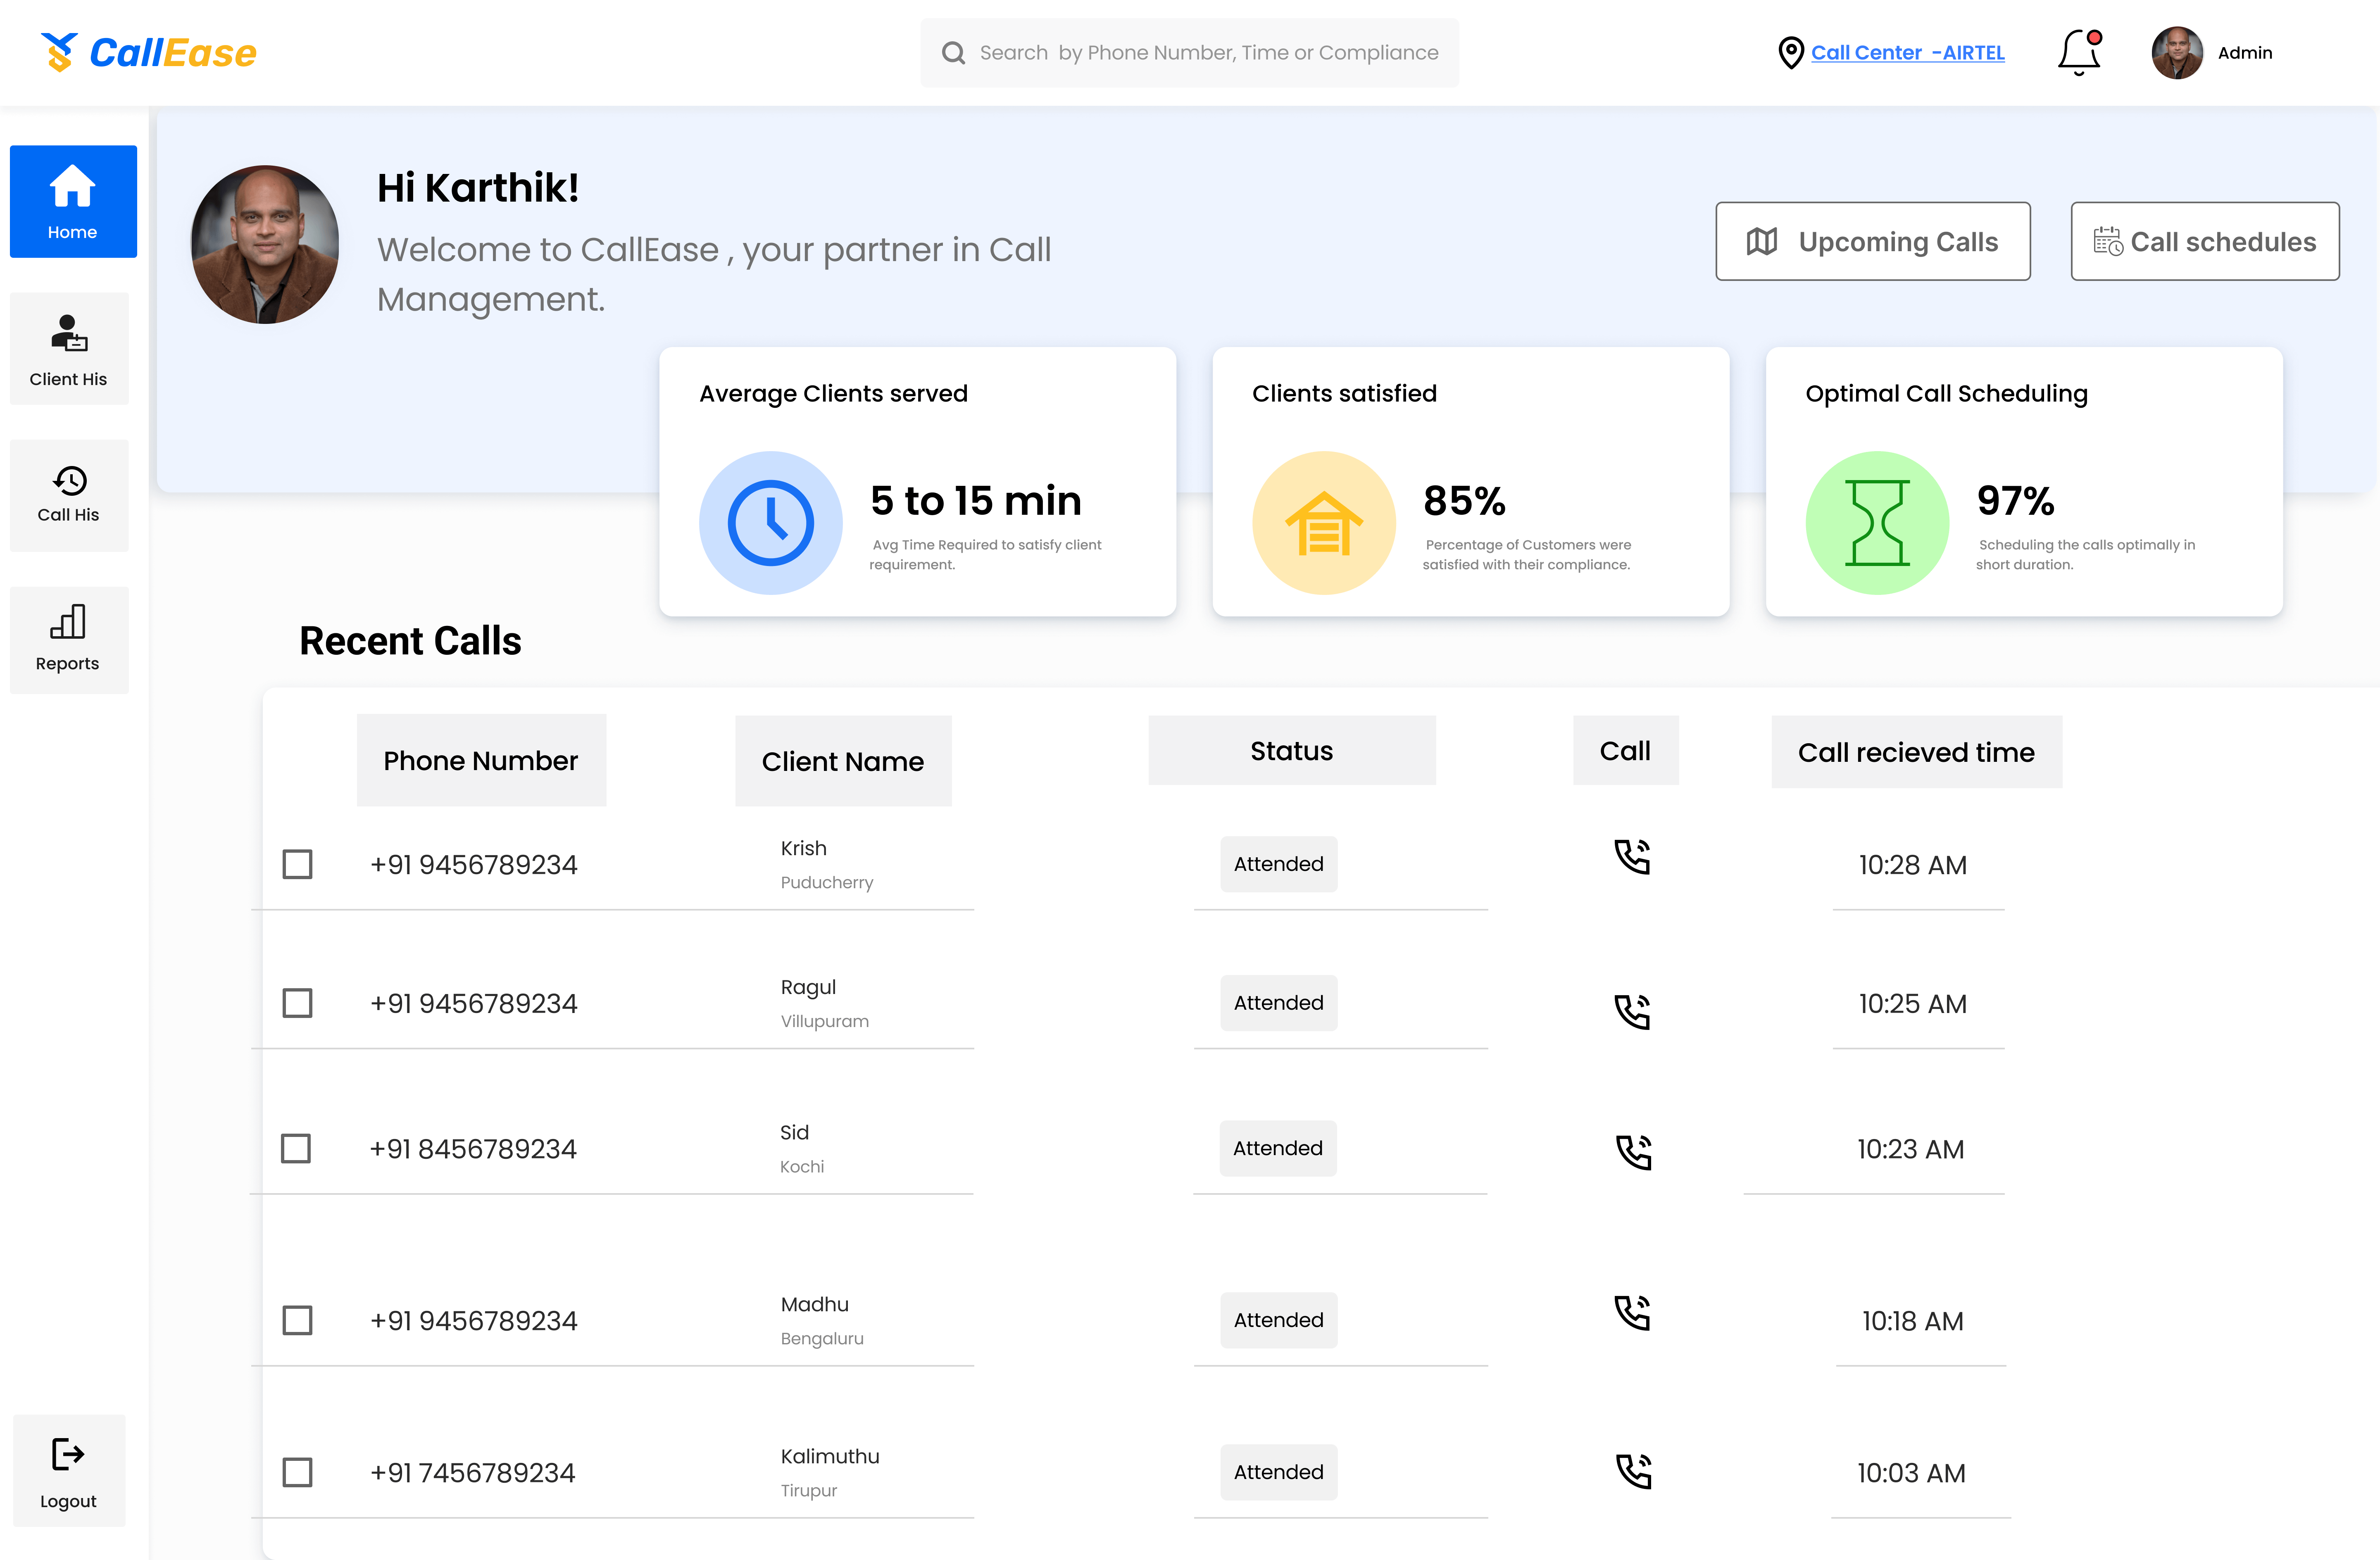 CallEase
Search by Phone Number, Time or Compliance
Call Center -AIRTEL
Admin
Home
Client His
Call His
Reports
Logout
Hi Karthik!
Welcome to CallEase , your partner in Call
Management.
Upcoming Calls
Call schedules
Average Clients served
5 to 15 min
Avg Time Required to satisfy client
requirement.
Clients satisfied
85%
Percentage of Customers were
satisfied with their compliance.
Optimal Call Scheduling
97%
Scheduling the calls optimally in
short duration.
Recent Calls
Phone Number Client Name Status Call Call recieved time
+91 9456789234 Krish Attended 10:28 AM
Puducherry
+91 9456789234 Ragul Attended 10:25 AM
Villupuram
+91 8456789234 Sid Attended 10:23 AM
Kochi
+91 9456789234 Madhu Attended 10:18 AM
Bengaluru
+91 7456789234 Kalimuthu Attended 10:03 AM
Tirupur